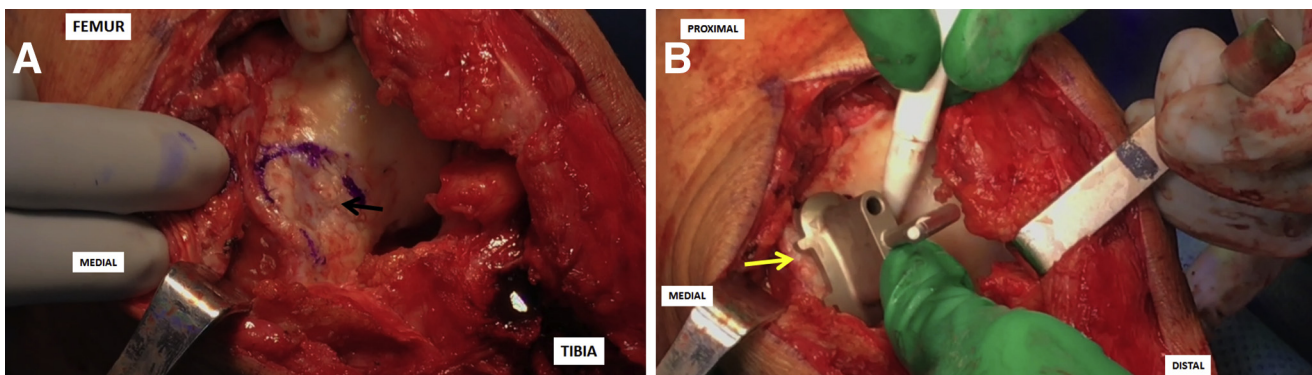 FEMUR
A
MEDIAL
TIBIA
PROXIMAL
B
MEDIAL
DISTAL